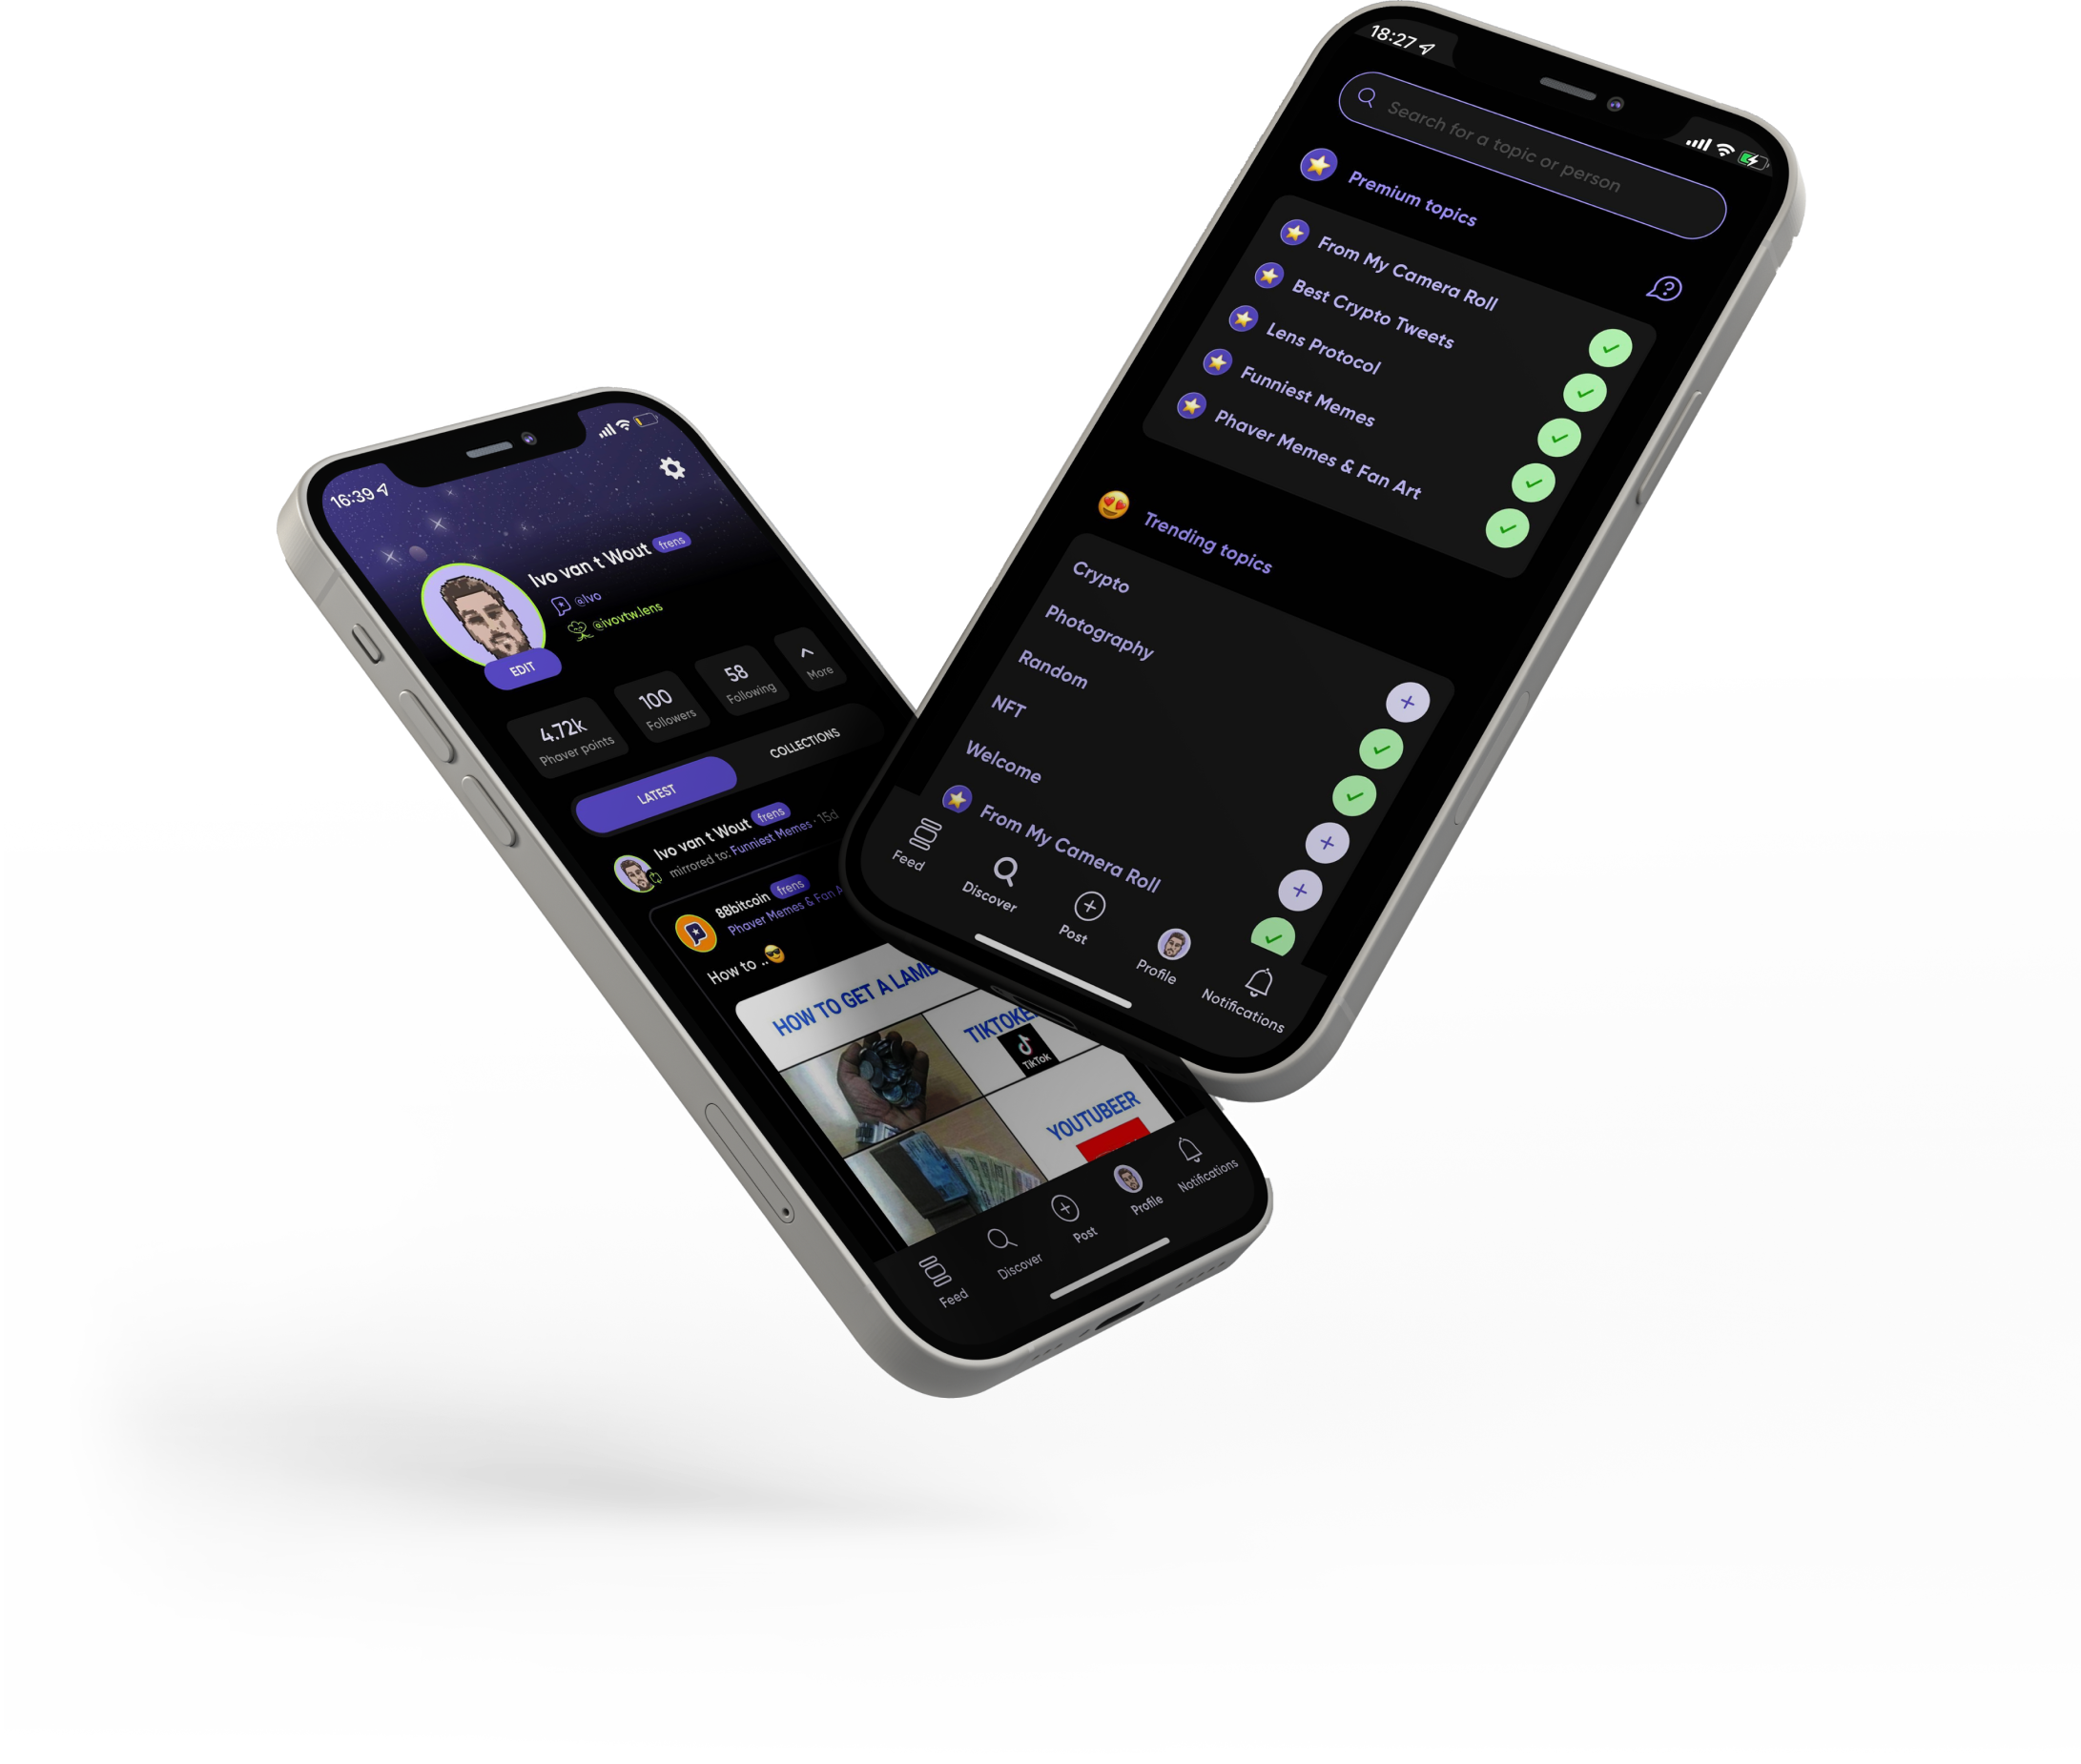 16:39
Ivo van t Wout frens
@Ivo
@ivovtw.lens
EDIT
4.72k
Phaver points
100
Followers
58
Following
More
LATEST
COLLECTIONS
Ivo van t Wout frens
mirrored to: Funniest Memes · 15d
88bitcoin frens
Phaver Memes & Fan A
How to ..😎
HOW TO GET A LAMB
TIKTOKE
TikTok
YOUTUBEER
Feed
Discover
Post
Profile
Notifications
18:27
Search for a topic or person
Premium topics
From My Camera Roll
Best Crypto Tweets
Lens Protocol
Funniest Memes
Phaver Memes & Fan Art
Trending topics
Crypto
Photography
Random
NFT
Welcome
From My Camera Roll
Feed
Discover
Post
Profile
Notifications